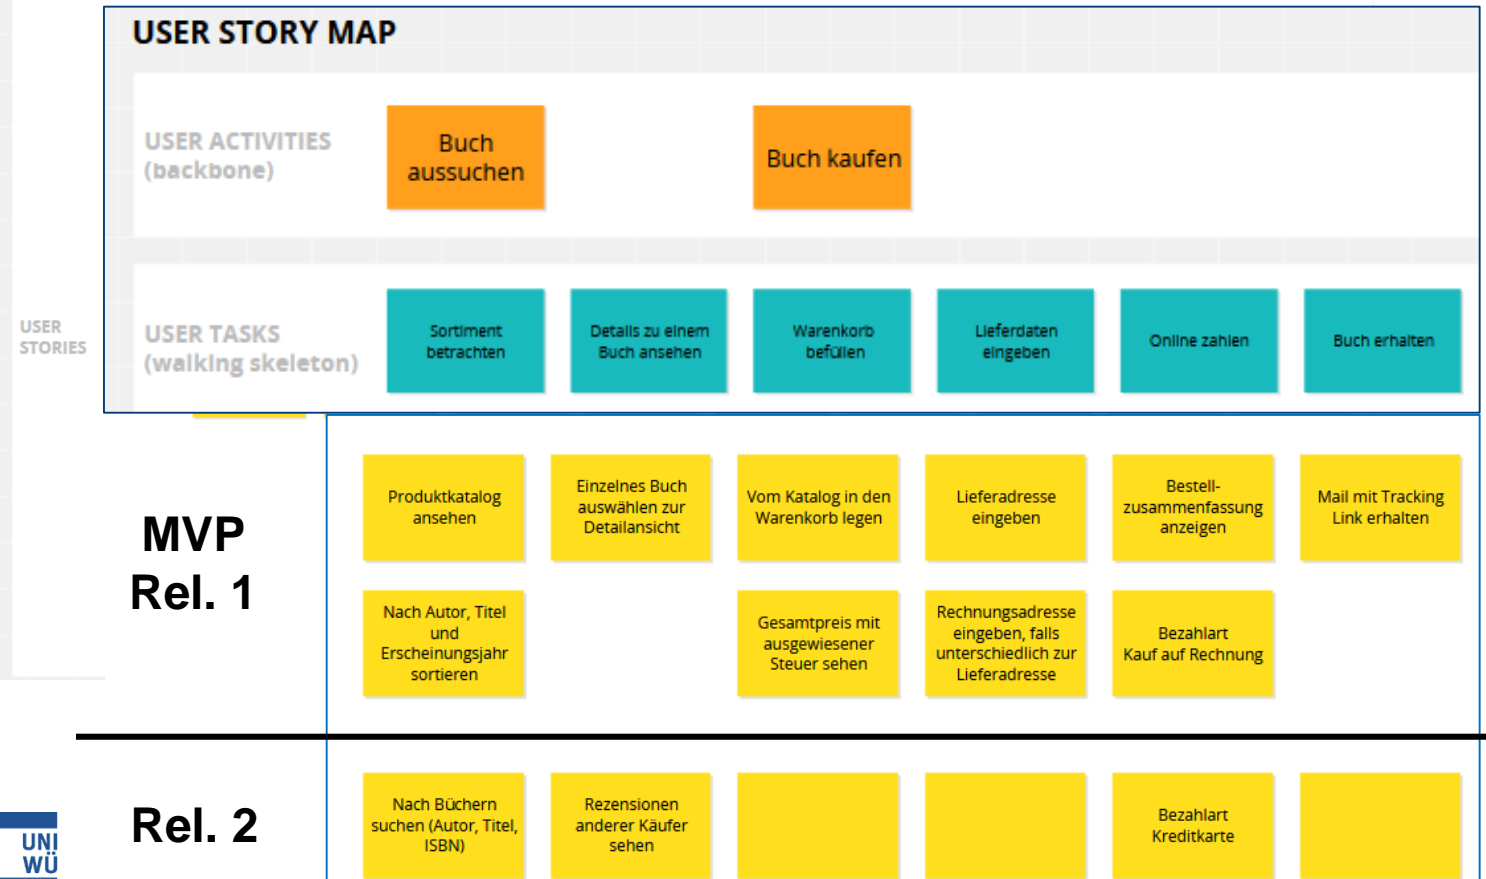 USER STORY MAP
USER ACTIVITIES
(backbone)
Buch
aussuchen
Buch kaufen
USER
STORIES
USER TASKS
(walking skeleton)
Sortiment
betrachten
Details zu einem
Buch ansehen
Warenkorb
befüllen
Lieferdaten
eingeben
Online zahlen
Buch erhalten
MVP
Rel. 1
Produktkatalog
ansehen
Einzelnes Buch
auswählen zur
Detailansicht
Vom Katalog in den
Warenkorb legen
Lieferadresse
eingeben
Bestell-
zusammenfassung
anzeigen
Mail mit Tracking
Link erhalten
Nach Autor, Titel
und
Erscheinungsjahr
sortieren
Gesamtpreis mit
ausgewiesener
Steuer sehen
Rechnungsadresse
eingeben, falls
unterschiedlich zur
Lieferadresse
Bezahlart
Kauf auf Rechnung
Rel. 2
Nach Büchern
suchen (Autor, Titel,
ISBN)
Rezensionen
anderer Käufer
sehen
Bezahlart
Kreditkarte
UNI
WÜ